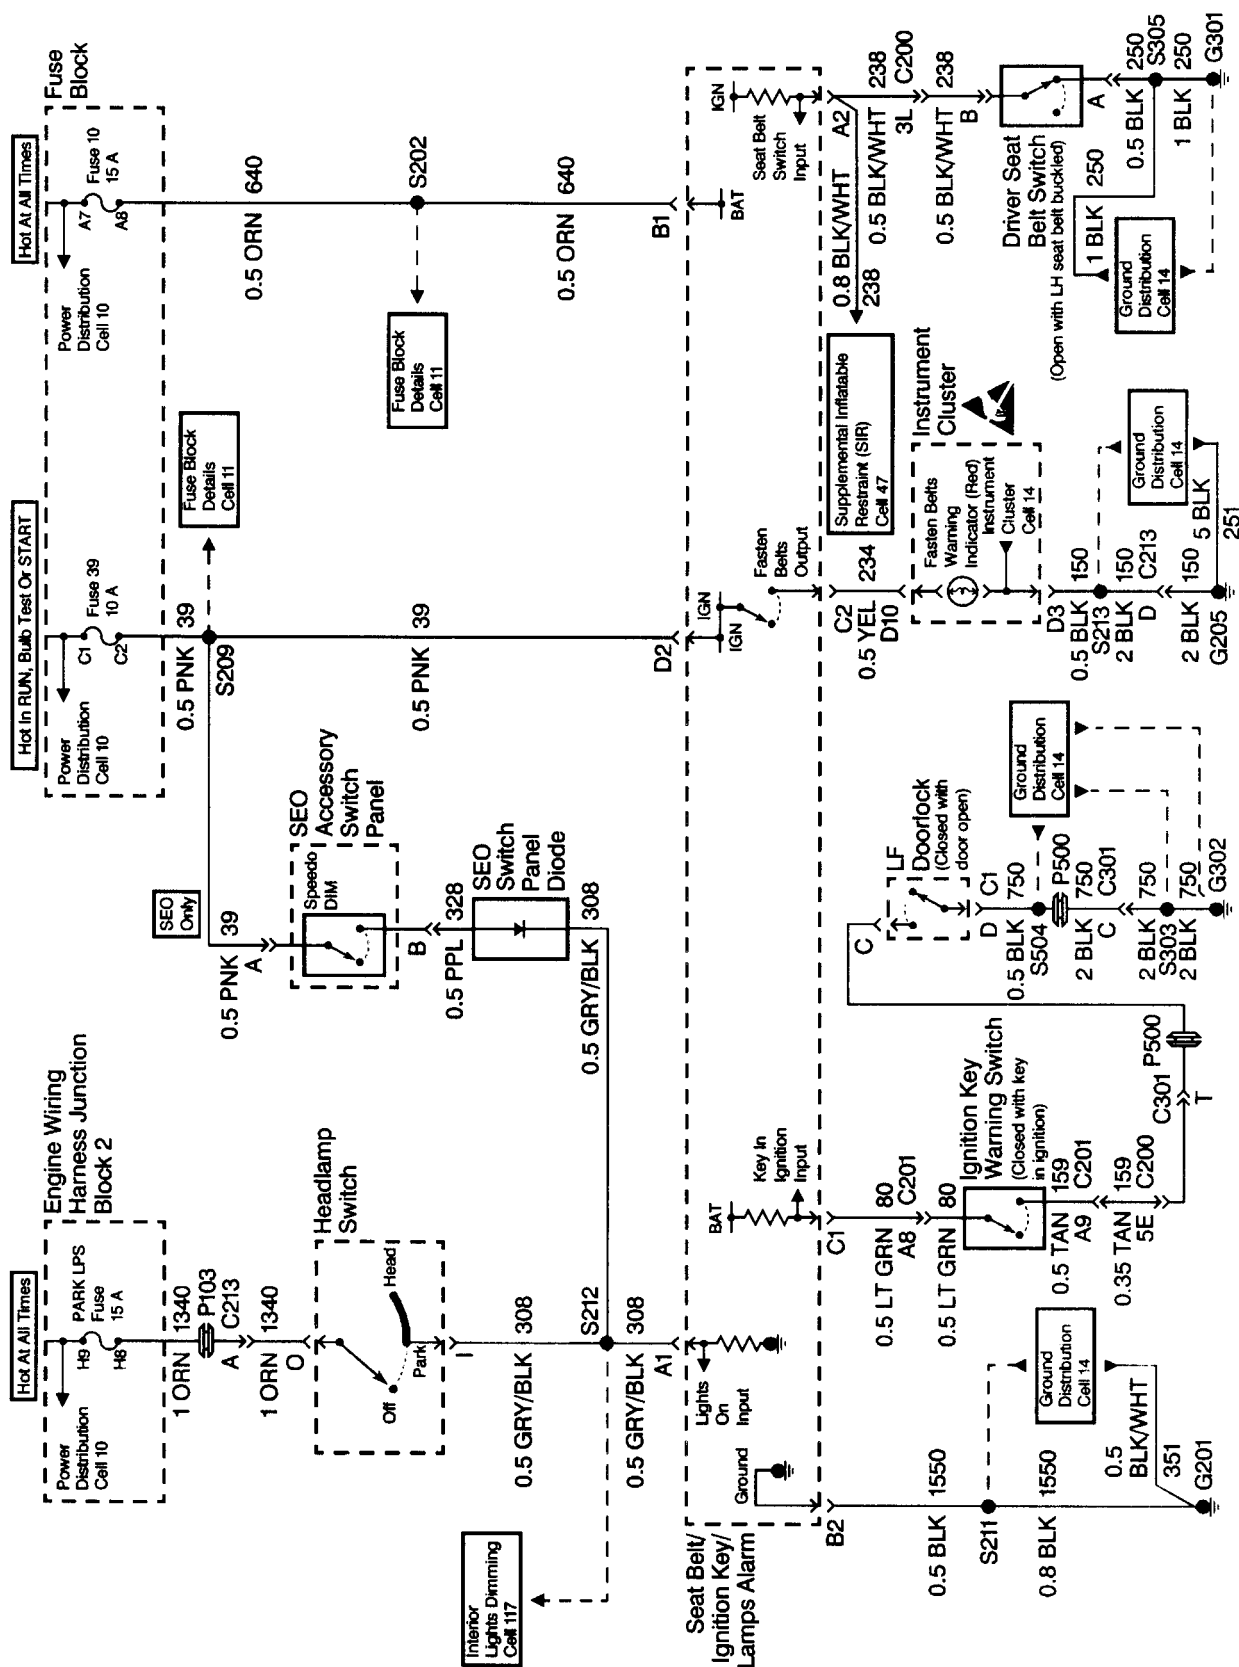 Hot At All Times
Power
Distribution
Cell 10
H9
H8
PARK LPS
Fuse
15 A
Engine Wiring
Harness Junction
Block 2
1 ORN 1340
P103
A C213
1 ORN 1340
O
Headlamp
Switch
Off
Park
Head
I
0.5 GRY/BLK 308
S212
0.5 GRY/BLK 308
A1
Interior
Lights Dimming
Cell 117
Hot In RUN, Bulb Test Or START
Power
Distribution
Cell 10
C1
C2
Fuse 39
10 A
0.5 PNK 39
S209
Fuse Block
Details
Cell 11
SEO
Only
0.5 PNK 39
A
SEO
Accessory
Switch
Panel
Speedo
DIM
B
0.5 PPL 328
SEO
Switch
Panel
Diode
0.5 GRY/BLK 308
0.5 PNK 39
D2
Hot At All Times
Power
Distribution
Cell 10
A7
A8
Fuse 10
15 A
Fuse
Block
0.5 ORN 640
S202
Fuse Block
Details
Cell 11
0.5 ORN 640
B1
Seat Belt/
Ignition Key/
Lamps Alarm
Ground
Lights
On
Input
BAT
Key In
Ignition
Input
IGN
IGN
Fasten
Belts
Output
BAT
IGN
Seat Belt
Switch
Input
B2
0.5 BLK 1550
S211
0.8 BLK 1550
Ground
Distribution
Cell 14
0.5
BLK/WHT
351
G201
C1
0.5 LT GRN 80
A8 C201
0.5 LT GRN 80
Ignition Key
Warning Switch
(Closed with key
in ignition)
0.5 TAN 159
A9 C201
0.35 TAN 159
5E C200
C301
T
P500
C
LF
Doorlock
(Closed with
door open)
D C1
0.5 BLK 750
S504
P500
2 BLK 750
C C301
2 BLK 750
S303
2 BLK 750
G302
Ground
Distribution
Cell 14
C2
0.5 YEL 234
D10
Instrument
Cluster
Fasten Belts
Warning
Indicator (Red)
Instrument
Cluster
Cell 14
D3
0.5 BLK 150
S213
2 BLK 150
D C213
2 BLK 150
G205
Ground
Distribution
Cell 14
5 BLK
251
Supplemental Inflatable
Restraint (SIR)
Cell 47
0.8 BLK/WHT
238
A2
0.5 BLK/WHT 238
3L C200
0.5 BLK/WHT 238
B
Driver Seat
Belt Switch
(Open with LH seat belt buckled)
A
0.5 BLK 250
S305
1 BLK 250
G301
1 BLK 250
Ground
Distribution
Cell 14